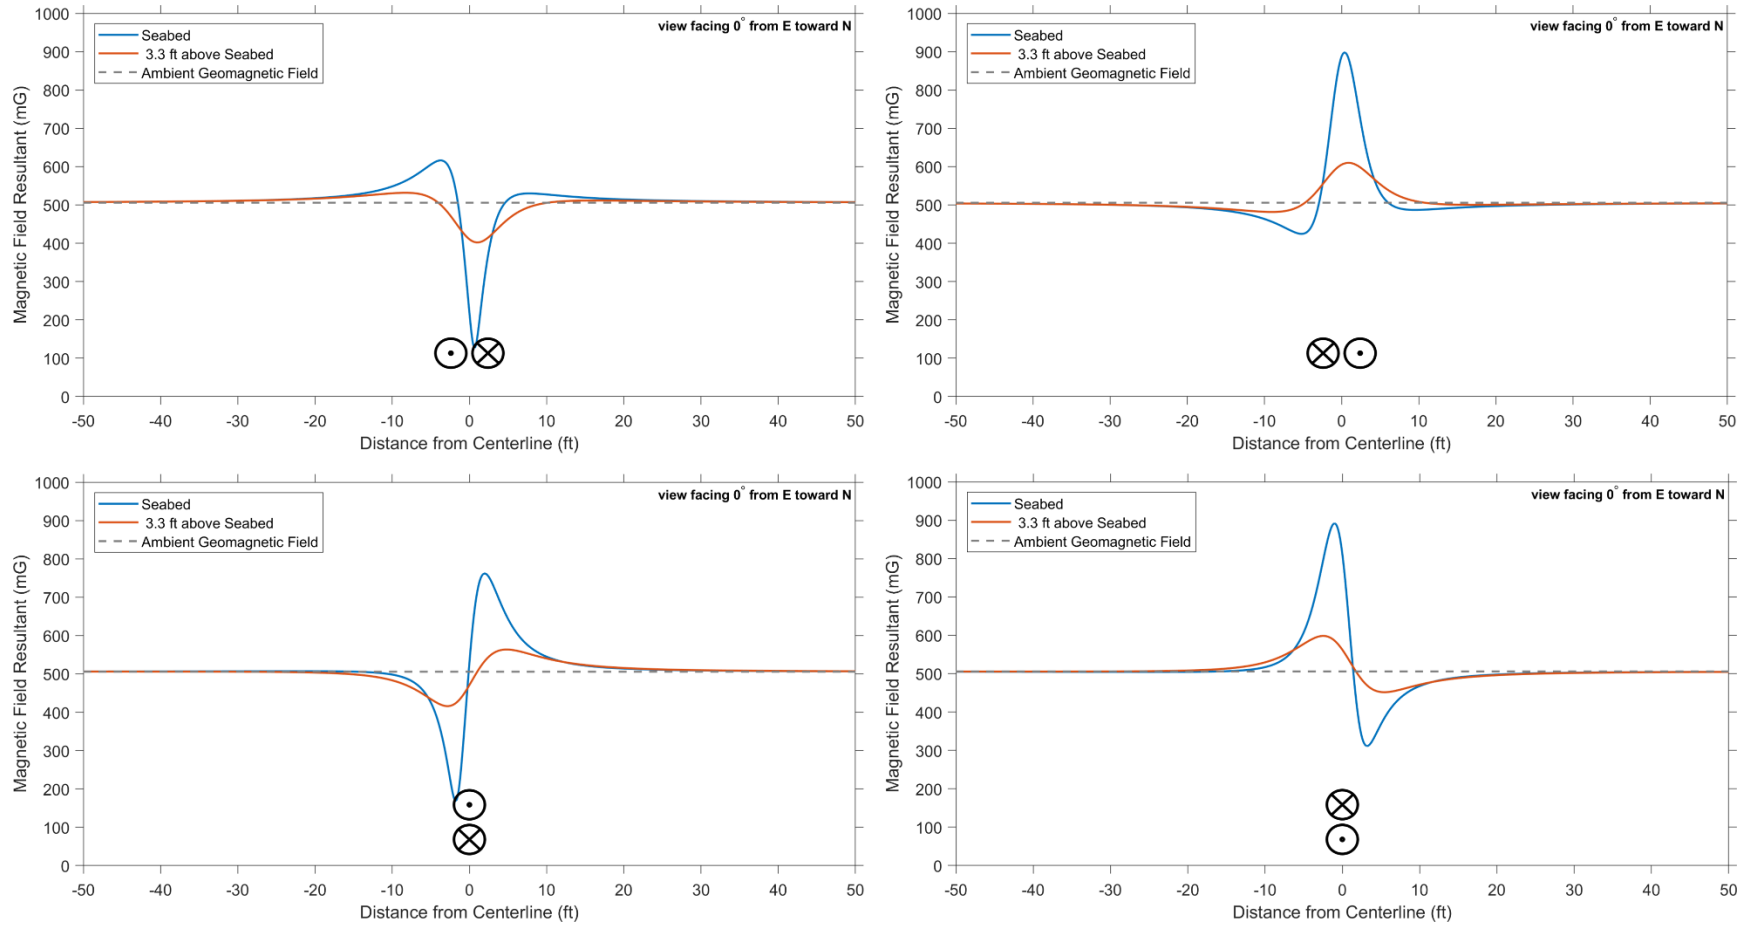 view facing 0° from E toward N
Seabed
3.3 ft above Seabed
Ambient Geomagnetic Field
Magnetic Field Resultant (mG)
1000
900
800
700
600
500
400
300
200
100
0
-50 -40 -30 -20 -10 0 10 20 30 40 50
Distance from Centerline (ft)
view facing 0° from E toward N
Seabed
3.3 ft above Seabed
Ambient Geomagnetic Field
Magnetic Field Resultant (mG)
1000
900
800
700
600
500
400
300
200
100
0
-50 -40 -30 -20 -10 0 10 20 30 40 50
Distance from Centerline (ft)
view facing 0° from E toward N
Seabed
3.3 ft above Seabed
Ambient Geomagnetic Field
Magnetic Field Resultant (mG)
1000
900
800
700
600
500
400
300
200
100
0
-50 -40 -30 -20 -10 0 10 20 30 40 50
Distance from Centerline (ft)
view facing 0° from E toward N
Seabed
3.3 ft above Seabed
Ambient Geomagnetic Field
Magnetic Field Resultant (mG)
1000
900
800
700
600
500
400
300
200
100
0
-50 -40 -30 -20 -10 0 10 20 30 40 50
Distance from Centerline (ft)